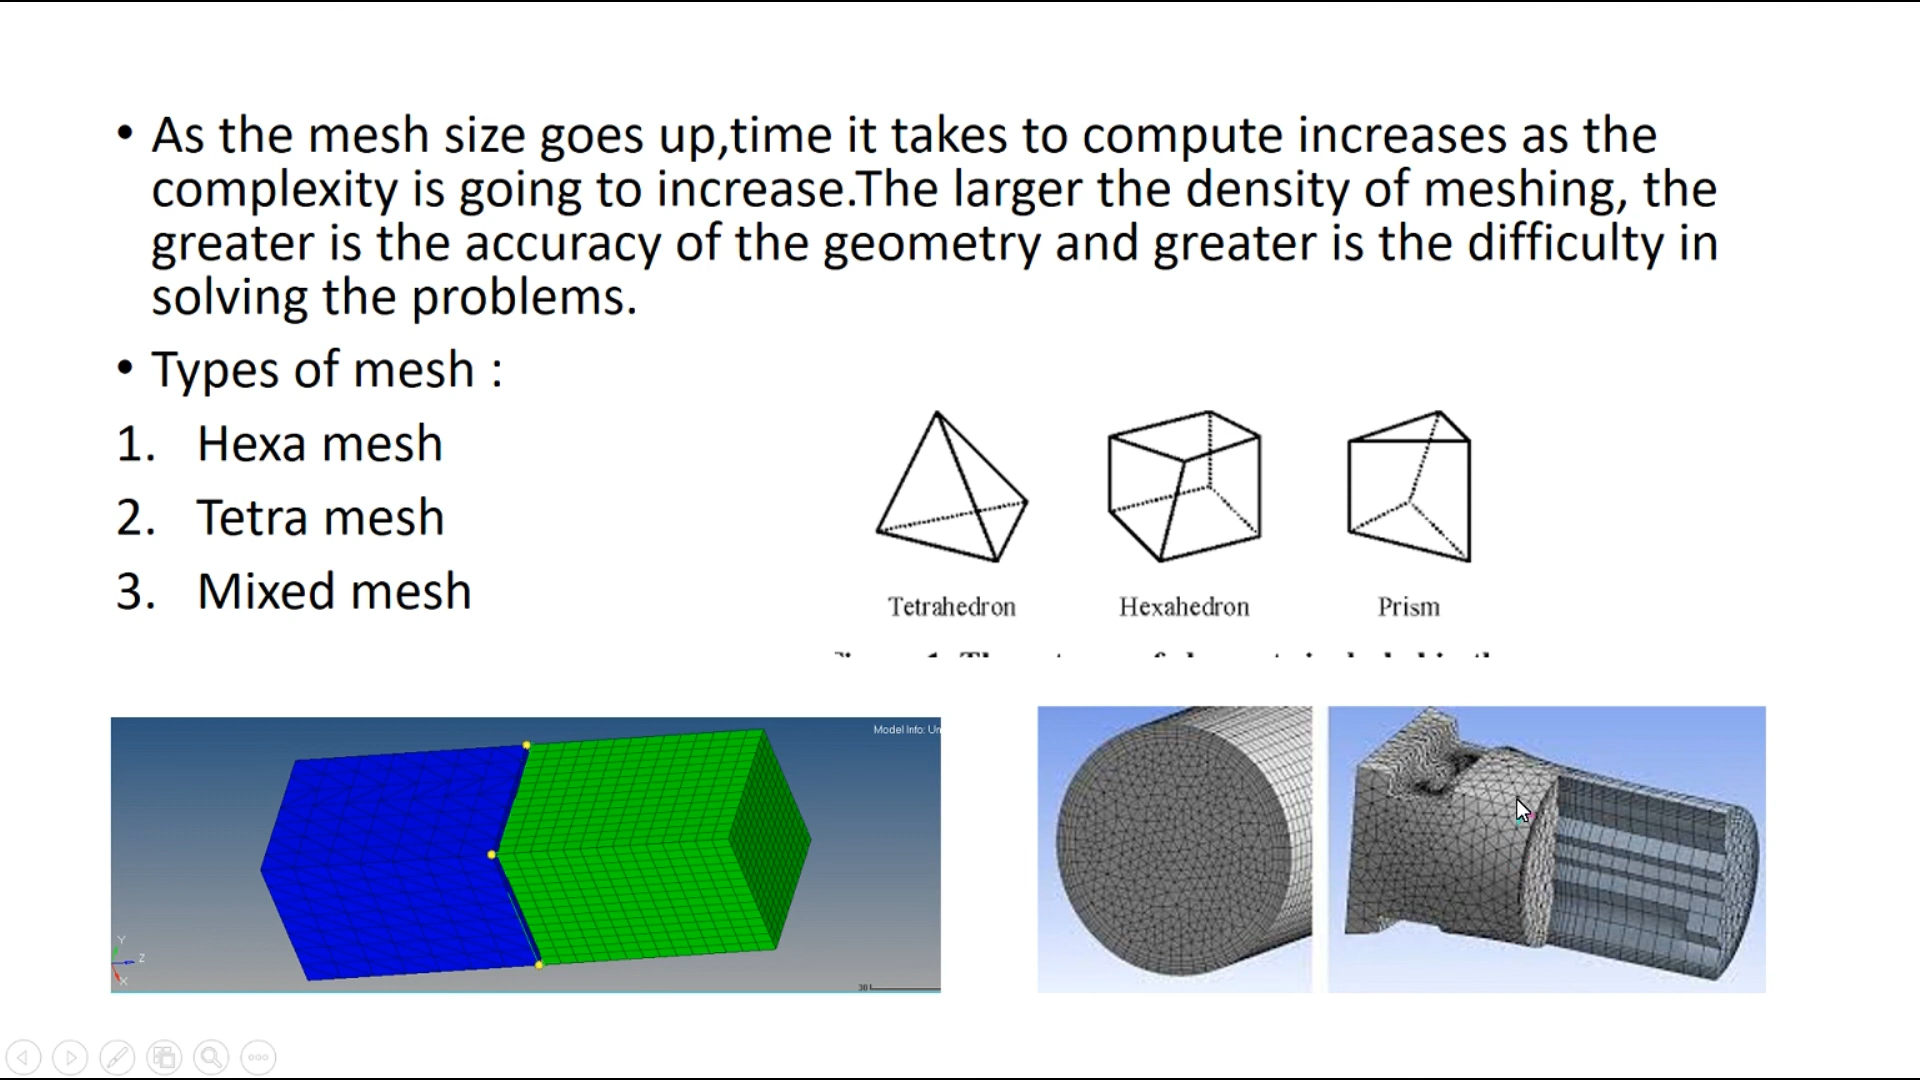 • As the mesh size goes up,time it takes to compute increases as the
complexity is going to increase.The larger the density of meshing, the
greater is the accuracy of the geometry and greater is the difficulty in
solving the problems.
• Types of mesh :
1. Hexa mesh
2. Tetra mesh
3. Mixed mesh
Tetrahedron Hexahedron Prism
Model Info: Un
Y
Z
X